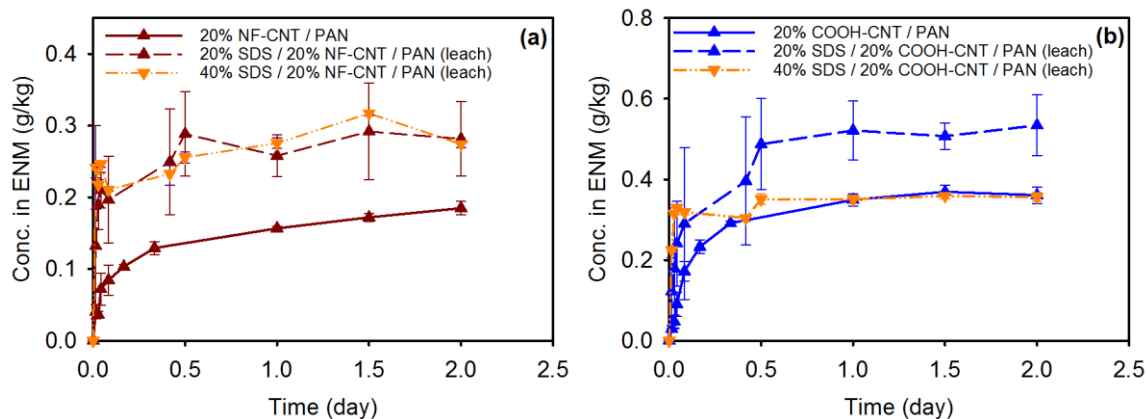 (a)
20% NF-CNT / PAN
20% SDS / 20% NF-CNT / PAN (leach)
40% SDS / 20% NF-CNT / PAN (leach)
Conc. in ENM (g/kg)
0.4
0.3
0.2
0.1
0.0
0.0 0.5 1.0 1.5 2.0 2.5
Time (day)
(b)
20% COOH-CNT / PAN
20% SDS / 20% COOH-CNT / PAN (leach)
40% SDS / 20% COOH-CNT / PAN (leach)
Conc. in ENM (g/kg)
0.8
0.6
0.4
0.2
0.0
0.0 0.5 1.0 1.5 2.0 2.5
Time (day)